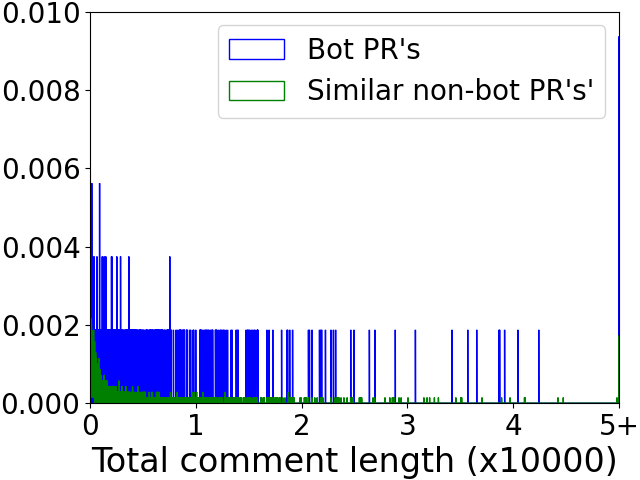 0.010
0.008
0.006
0.004
0.002
0.000
Bot PR's
Similar non-bot PR's'
0 1 2 3 4 5+
Total comment length (x10000)